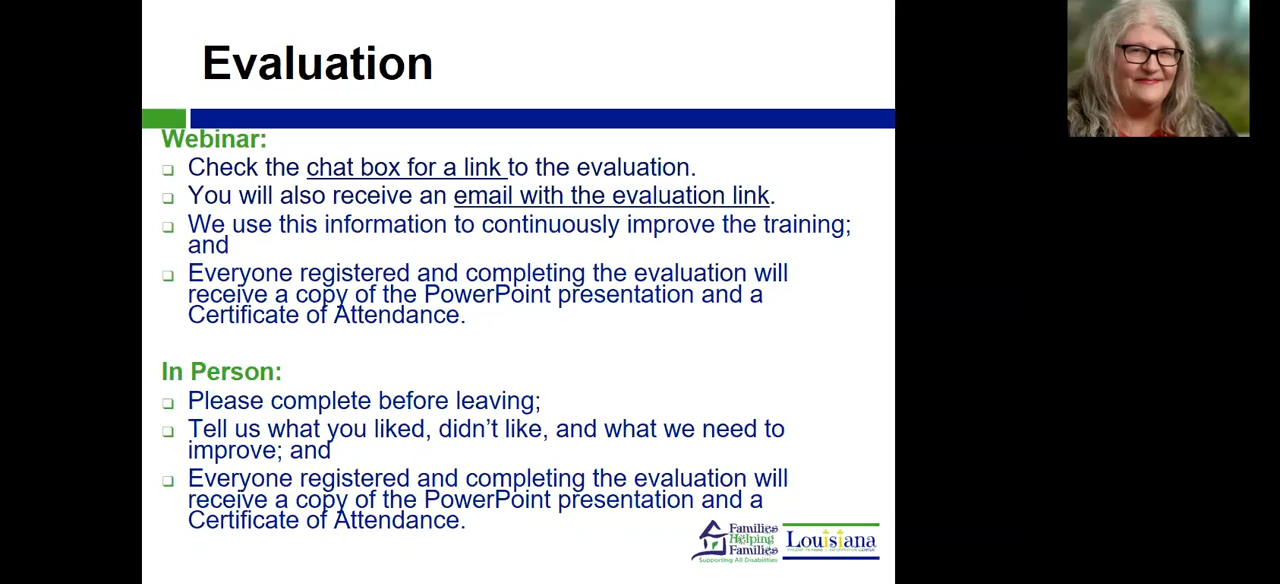 Evaluation
Webinar:
Check the chat box for a link to the evaluation.
You will also receive an email with the evaluation link.
We use this information to continuously improve the training;
and
Everyone registered and completing the evaluation will
receive a copy of the PowerPoint presentation and a
Certificate of Attendance.
In Person:
Please complete before leaving;
Tell us what you liked, didn't like, and what we need to
improve; and
Everyone registered and completing the evaluation will
receive a copy of the PowerPoint presentation and a
Certificate of Attendance.
Families
Helping
Families
Supporting All Disabilities
Louisiana